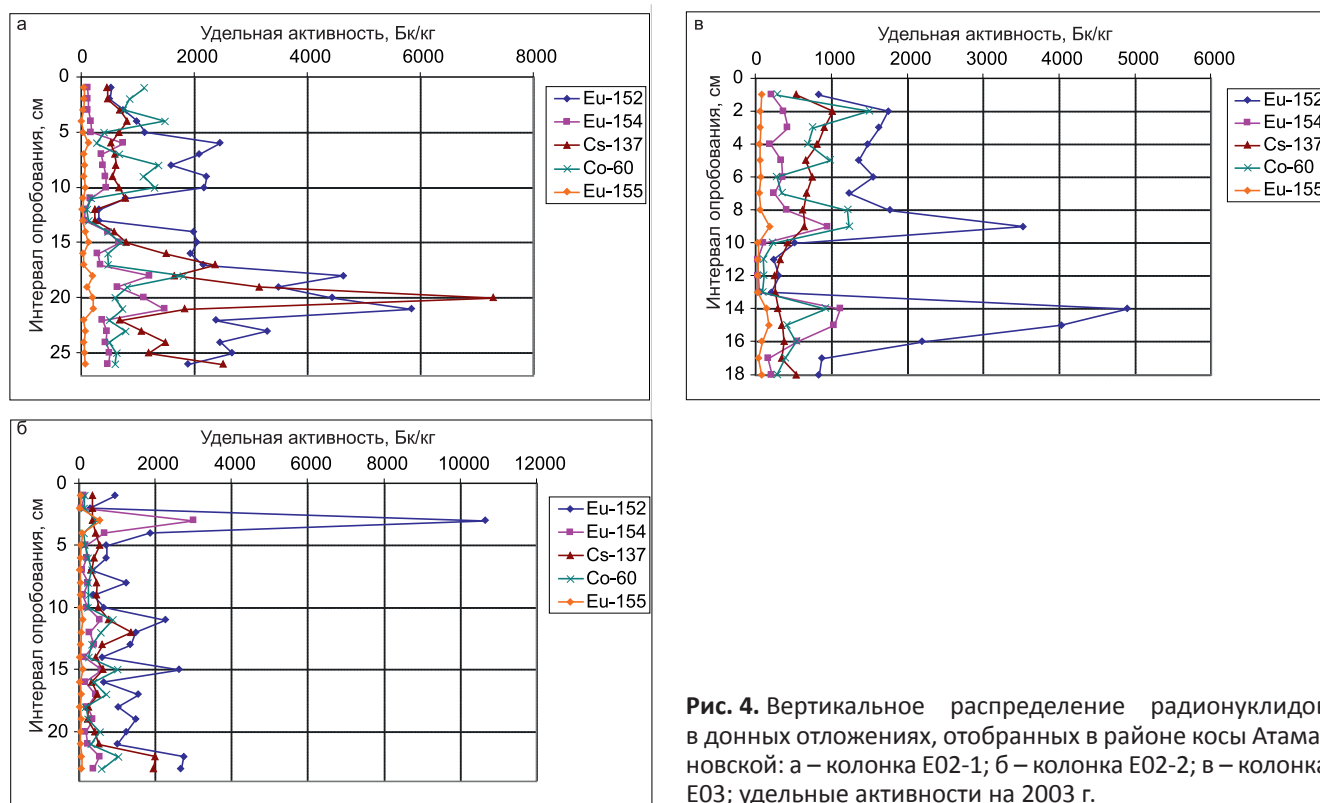 а
Удельная активность, Бк/кг
0 2000 4000 6000 8000
Интервал опробования, см
0
5
10
15
20
25
Eu-152
Eu-154
Cs-137
Co-60
Eu-155
в
Удельная активность, Бк/кг
0 1000 2000 3000 4000 5000 6000
Интервал опробования, см
0
2
4
6
8
10
12
14
16
18
Eu-152
Eu-154
Cs-137
Co-60
Eu-155
б
Удельная активность, Бк/кг
0 2000 4000 6000 8000 10000 12000
Интервал опробования, см
0
5
10
15
20
Eu-152
Eu-154
Cs-137
Co-60
Eu-155
Рис. 4. Вертикальное распределение радионуклидов
в донных отложениях, отобранных в районе косы Атама-
новской: а – колонка Е02-1; б – колонка Е02-2; в – колонка
Е03; удельные активности на 2003 г.